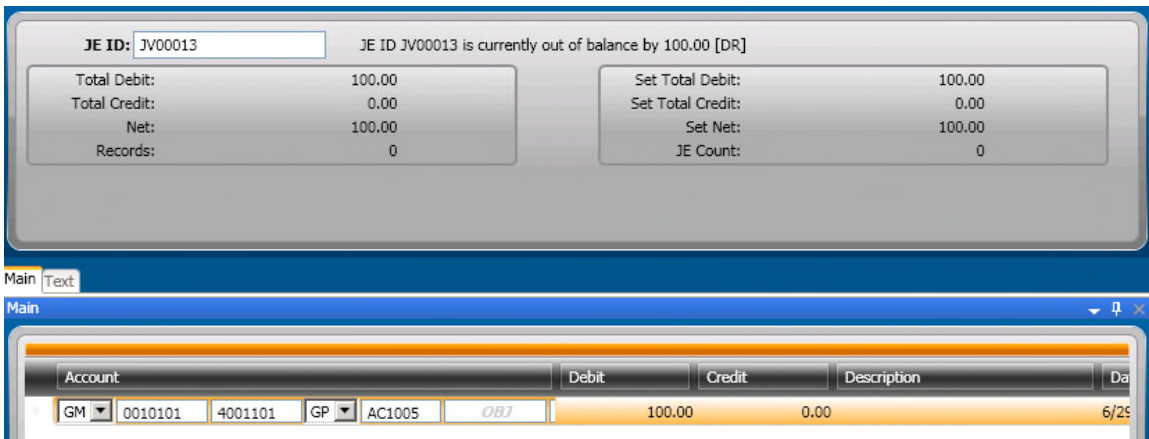 JE ID: JV00013 JE ID JV00013 is currently out of balance by 100.00 [DR]
Total Debit: 100.00 Set Total Debit: 100.00
Total Credit: 0.00 Set Total Credit: 0.00
Net: 100.00 Set Net: 100.00
Records: 0 JE Count: 0
Main Text
Main
Account Debit Credit Description Da
GM 0010101 4001101 GP AC1005 OBJ 100.00 0.00 6/29